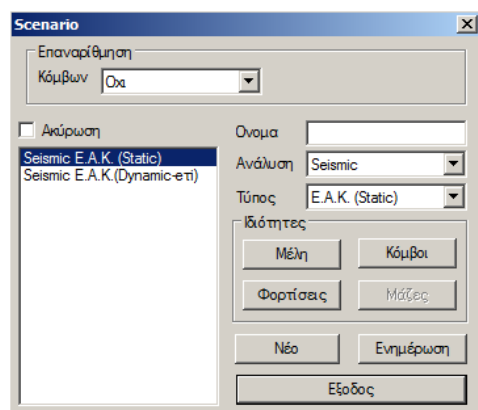 Scenario
Επαναρίθμηση
Κόμβων Οχι
Ακύρωση
Seismic Ε.Α.Κ. (Static)
Seismic Ε.Α.Κ.(Dynamic-ετι)
Ονομα
Ανάλυση Seismic
Τύπος Ε.Α.Κ. (Static)
Ιδιότητες
Μέλη Κόμβοι
Φορτίσεις Μάζες
Νέο Ενημέρωση
Εξοδος